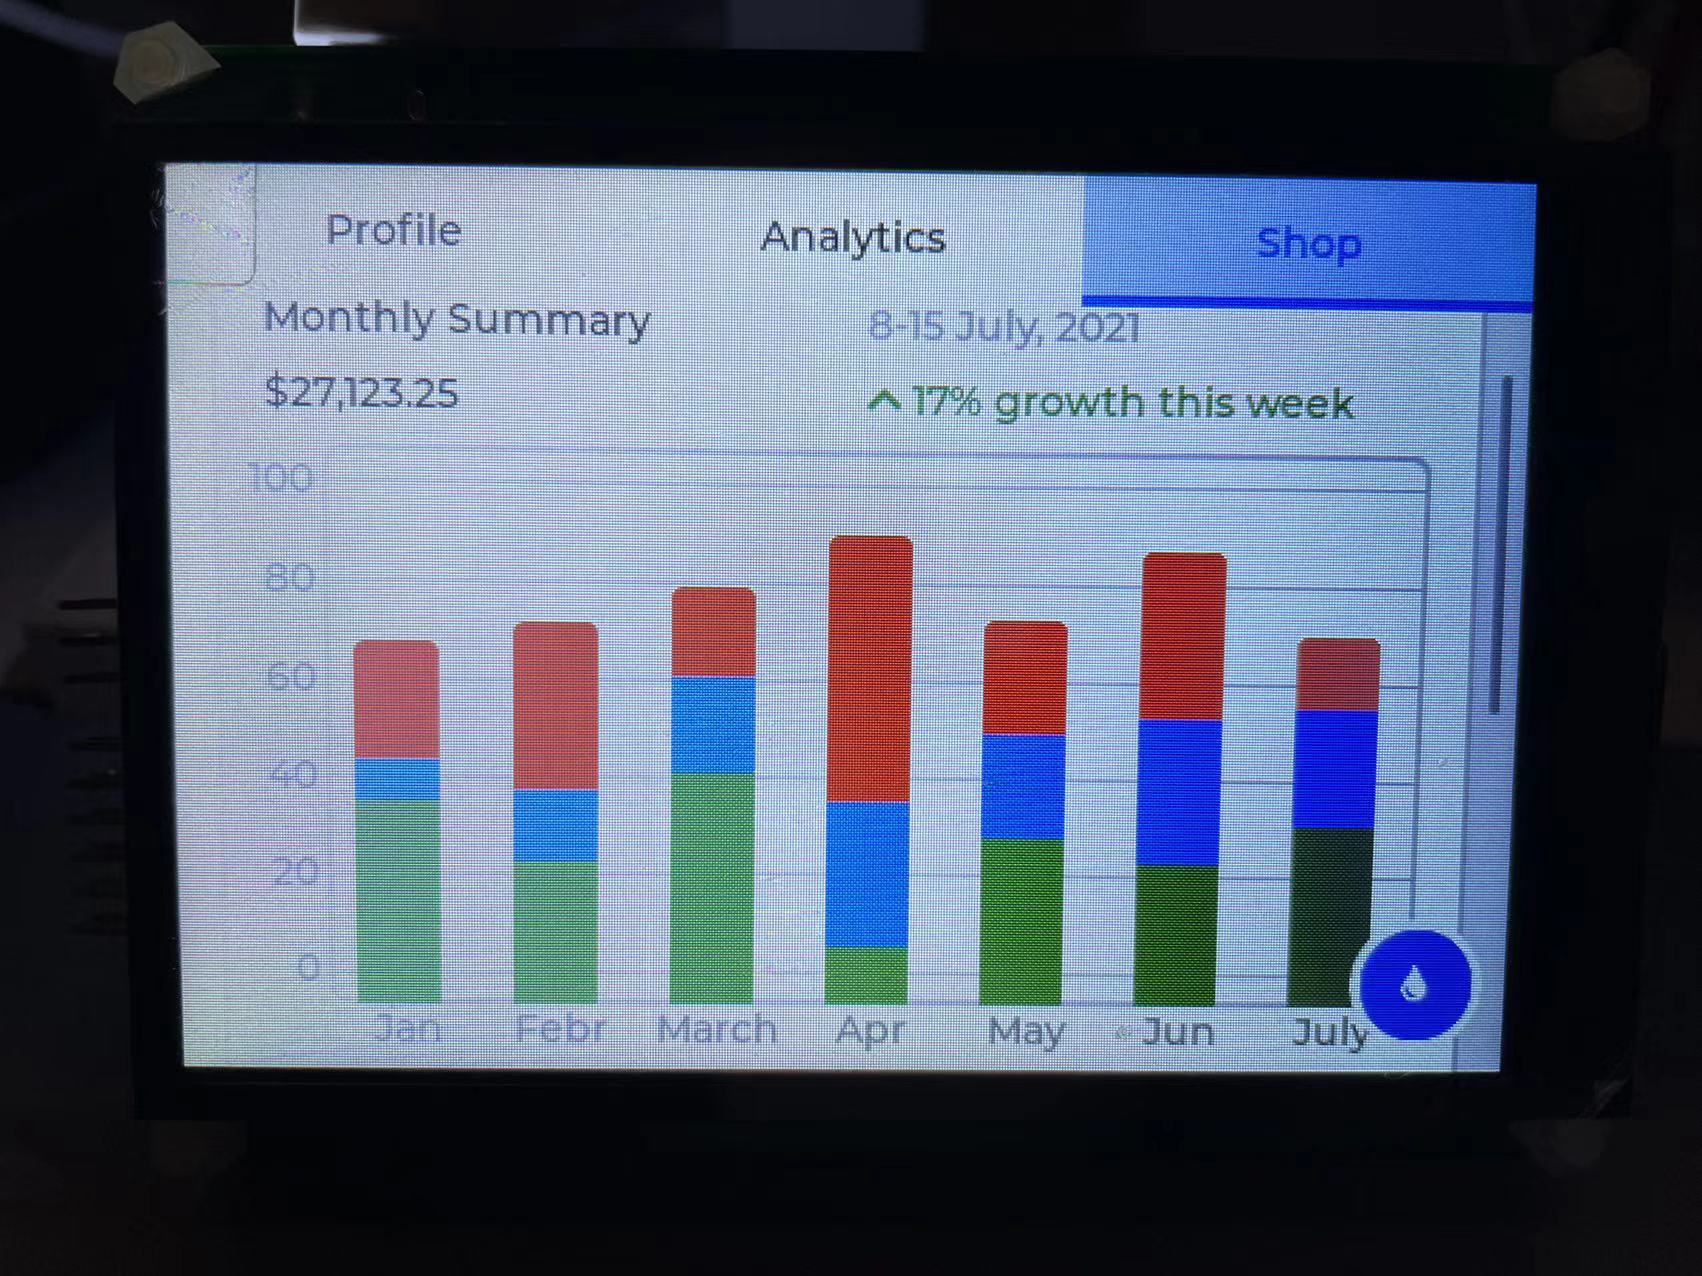 Profile Analytics Shop
Monthly Summary 8-15 July, 2021
$27,123.25 17% growth this week
100
80
60
40
20
0
Jan Febr March Apr May Jun July